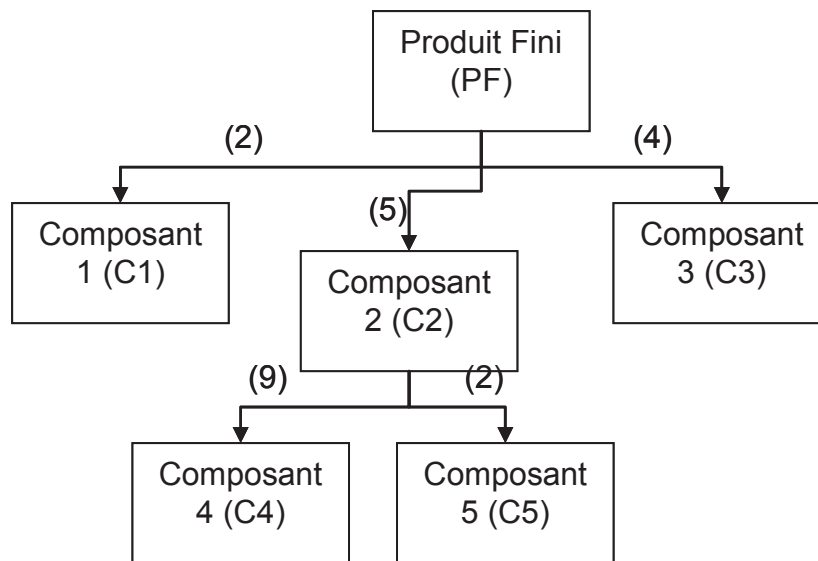 Produit Fini
(PF)
(2)
(4)
(5)
Composant
1 (C1)
Composant
2 (C2)
Composant
3 (C3)
(9)
(2)
Composant
4 (C4)
Composant
5 (C5)